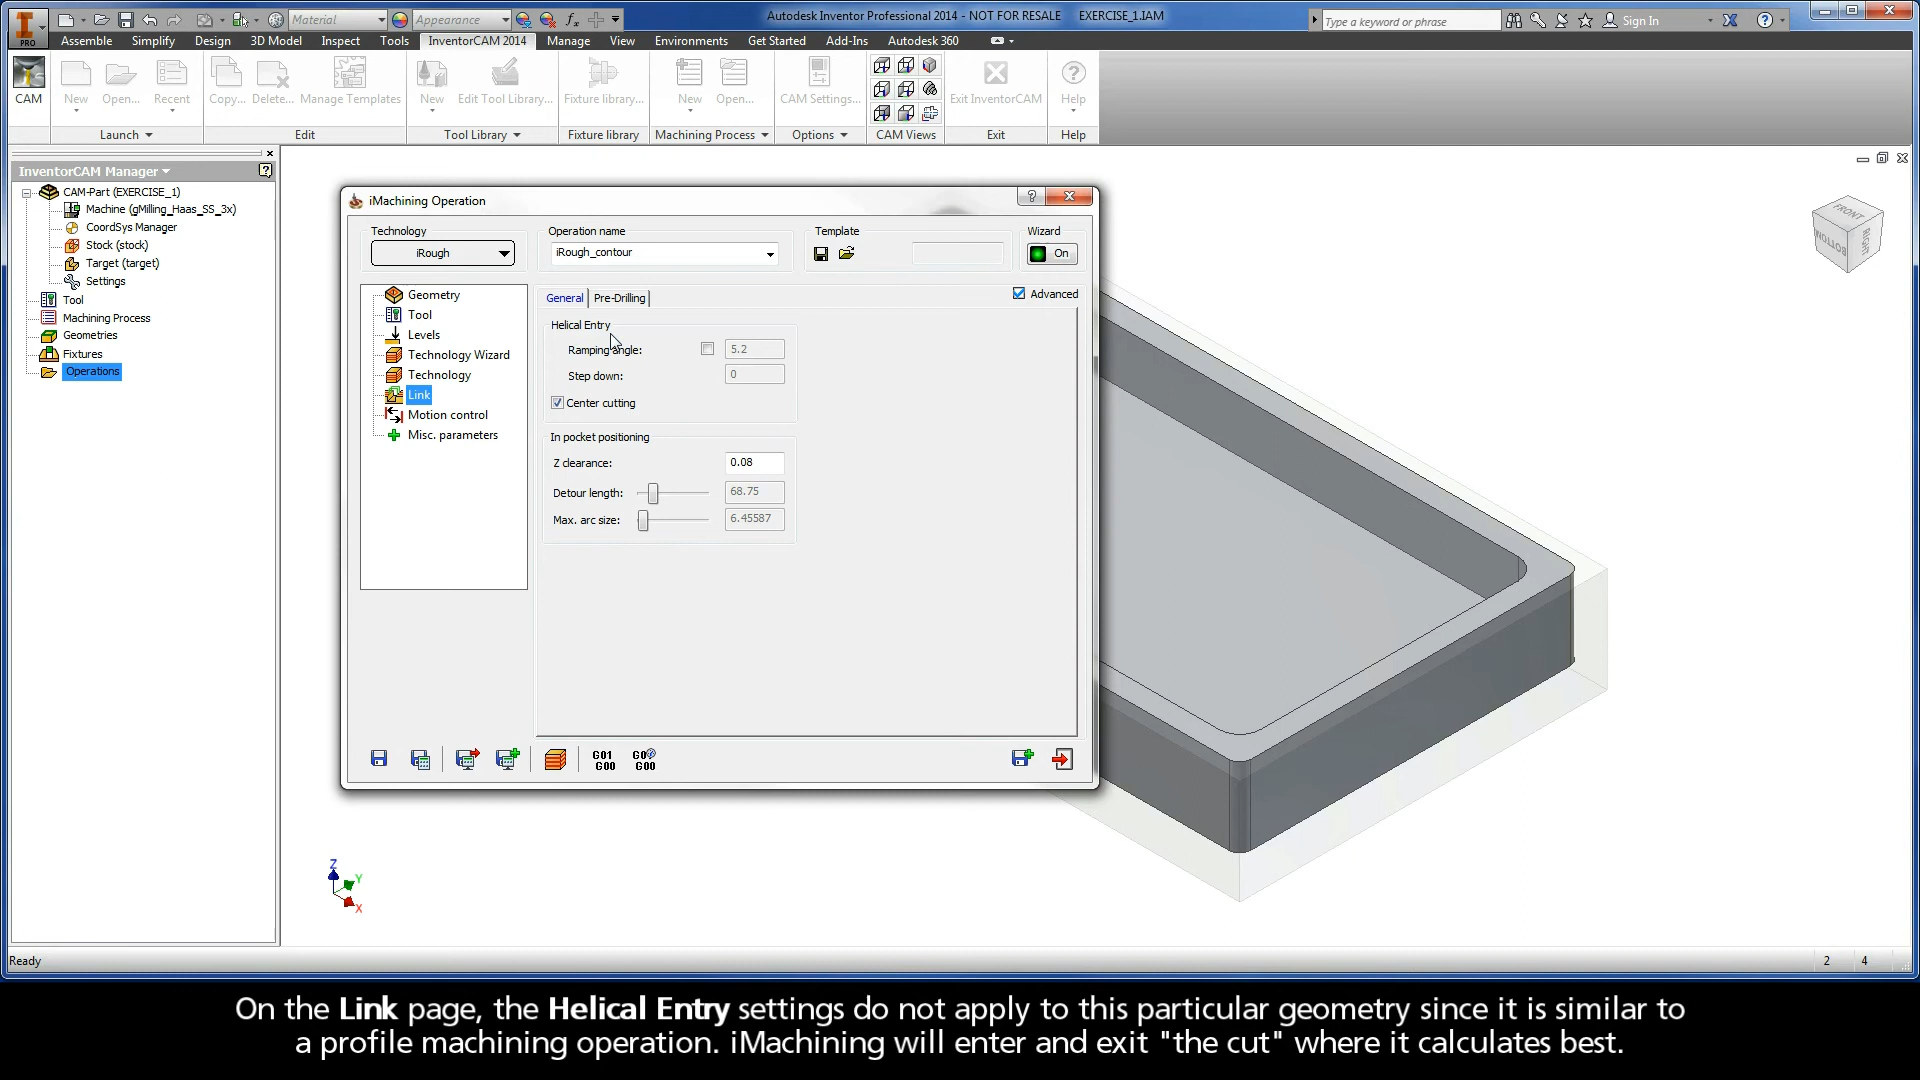 Material
Appearance
Autodesk Inventor Professional 2014 - NOT FOR RESALE EXERCISE_1.IAM
Type a keyword or phrase
Sign In
PRO
Assemble Simplify Design 3D Model Inspect Tools InventorCAM 2014 Manage View Environments Get Started Add-Ins Autodesk 360
CAM New Open... Recent Copy... Delete... Manage Templates New Edit Tool Library... Fixture library... New Open... CAM Settings... Exit InventorCAM Help
Launch Edit Tool Library Fixture library Machining Process Options CAM Views Exit Help
InventorCAM Manager
CAM-Part (EXERCISE_1)
Machine (gMilling_Haas_SS_3x)
CoordSys Manager
Stock (stock)
Target (target)
Settings
Tool
Machining Process
Geometries
Fixtures
Operations
iMachining Operation
Technology
iRough
Operation name
iRough_contour
Template
Wizard
On
Geometry
Tool
Levels
Technology Wizard
Technology
Link
Motion control
Misc. parameters
General Pre-Drilling
Advanced
Helical Entry
Ramping angle: 5.2
Step down: 0
Center cutting
In pocket positioning
Z clearance: 0.08
Detour length: 68.75
Max. arc size: 6.45587
G01
G00
G0
G00
FRONT
BOTTOM
RIGHT
Z
Y
X
Ready
2 4
On the Link page, the Helical Entry settings do not apply to this particular geometry since it is similar to
a profile machining operation. iMachining will enter and exit "the cut" where it calculates best.